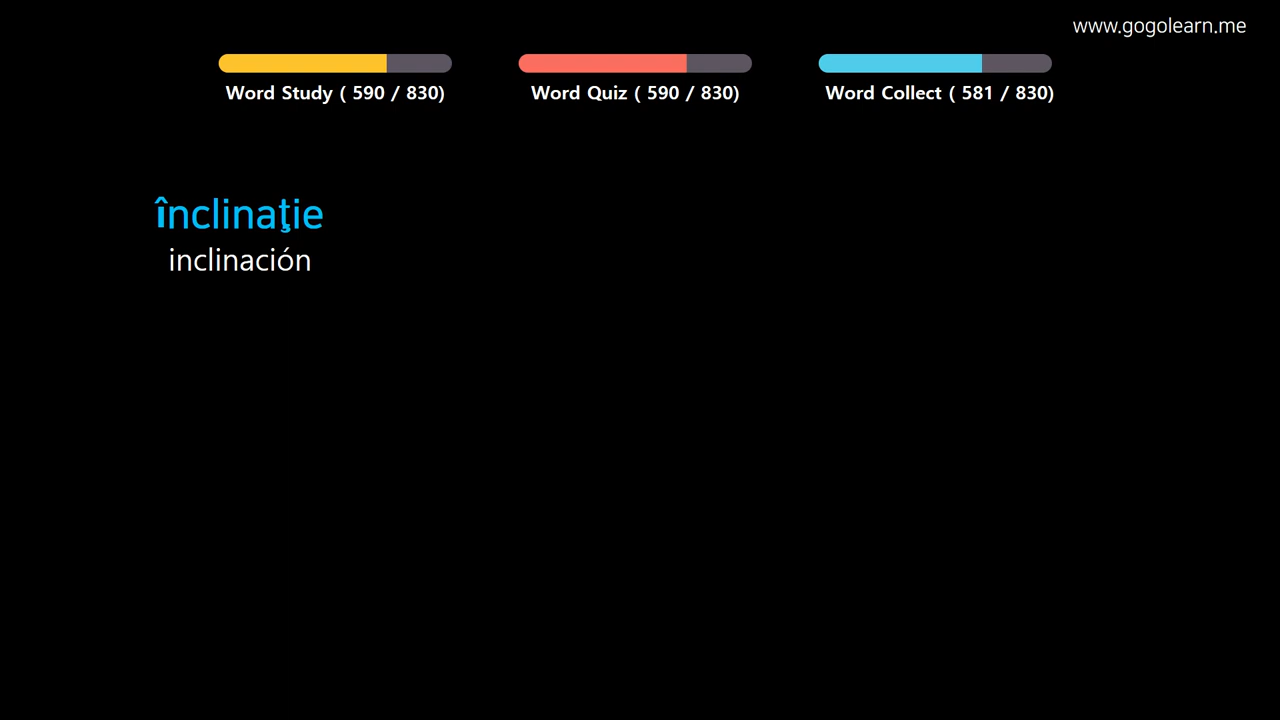 www.gogolearn.me
Word Study ( 590 / 830)
Word Quiz ( 590 / 830)
Word Collect ( 581 / 830)
înclinaţie
inclinación